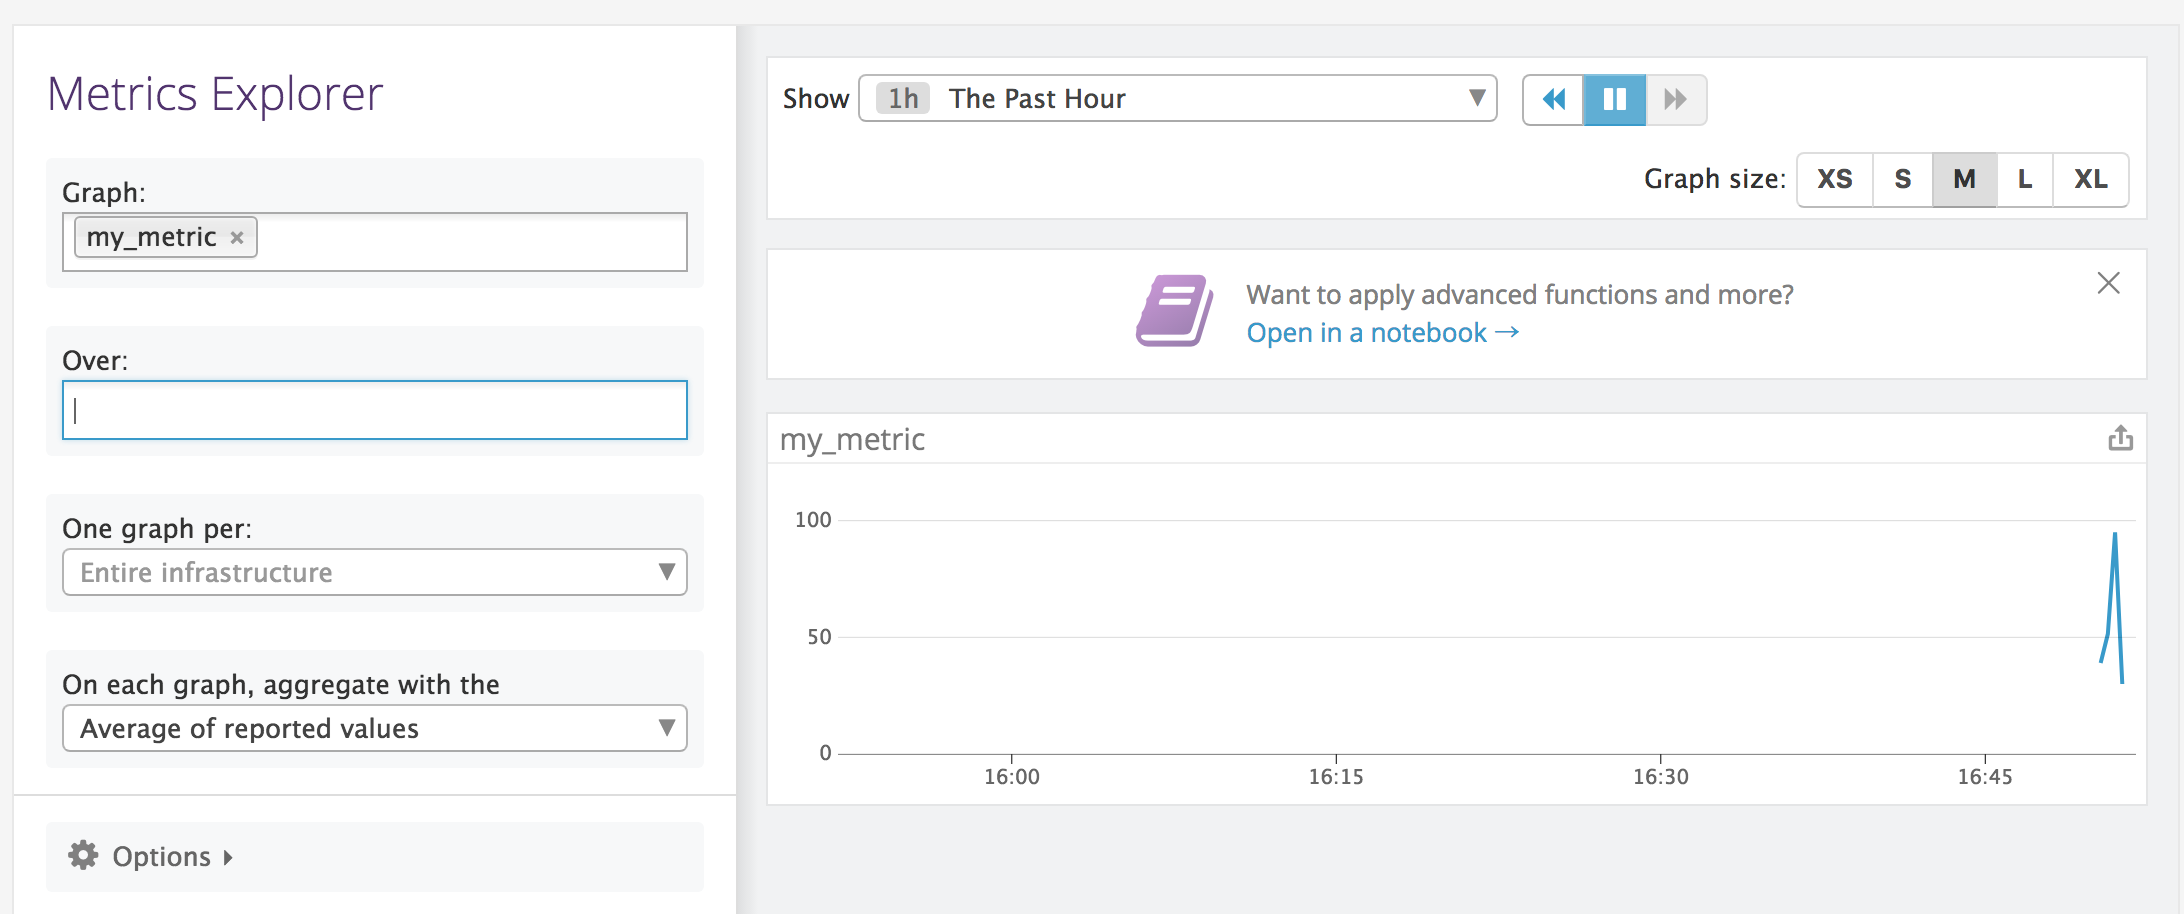 Metrics Explorer
Graph:
my_metric ×
Over:
One graph per:
Entire infrastructure
On each graph, aggregate with the
Average of reported values
Options
Show 1h The Past Hour
Graph size: XS S M L XL
Want to apply advanced functions and more?
Open in a notebook →
my_metric
100
50
0
16:00 16:15 16:30 16:45